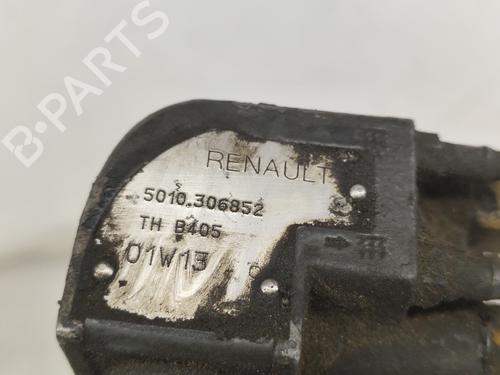 B-PARTS
RENAULT
5010.306852
TH B405
01W13